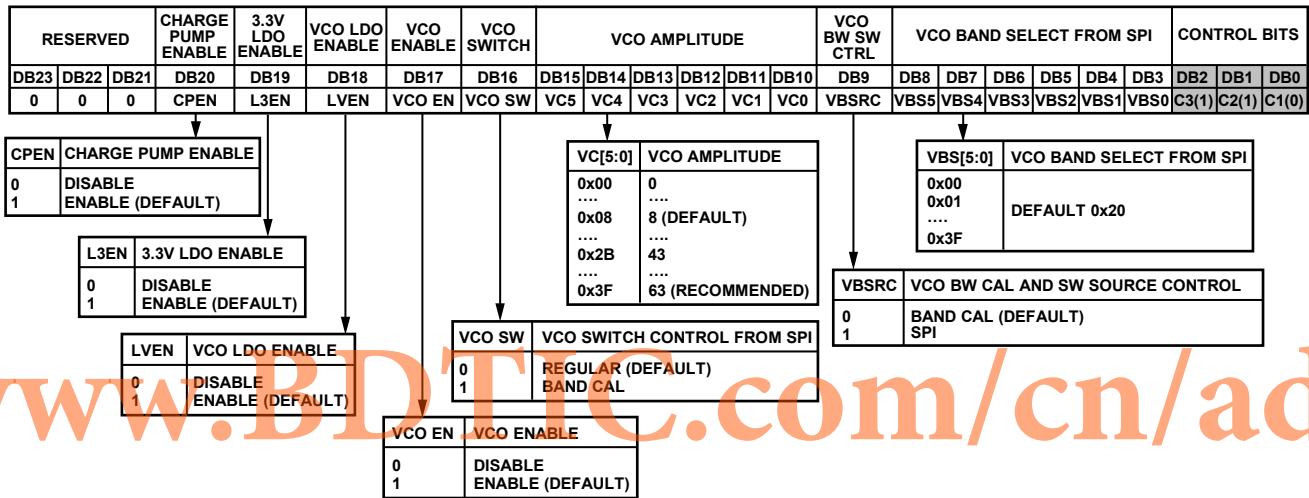 RESERVED CHARGE PUMP ENABLE 3.3V LDO ENABLE VCO LDO ENABLE VCO ENABLE VCO SWITCH VCO AMPLITUDE VCO BW SW CTRL VCO BAND SELECT FROM SPI CONTROL BITS
DB23 DB22 DB21 DB20 DB19 DB18 DB17 DB16 DB15 DB14 DB13 DB12 DB11 DB10 DB9 DB8 DB7 DB6 DB5 DB4 DB3 DB2 DB1 DB0
0 0 0 CPEN L3EN LVEN VCO EN VCO SW VC5 VC4 VC3 VC2 VC1 VC0 VBSRC VBS5 VBS4 VBS3 VBS2 VBS1 VBS0 C3(1) C2(1) C1(0)
CPEN CHARGE PUMP ENABLE
0 DISABLE
1 ENABLE (DEFAULT)
L3EN 3.3V LDO ENABLE
0 DISABLE
1 ENABLE (DEFAULT)
LVEN VCO LDO ENABLE
0 DISABLE
1 ENABLE (DEFAULT)
VCO EN VCO ENABLE
0 DISABLE
1 ENABLE (DEFAULT)
VCO SW VCO SWITCH CONTROL FROM SPI
0 REGULAR (DEFAULT)
1 BAND CAL
VC[5:0] VCO AMPLITUDE
0x00 0
.... ....
0x08 8 (DEFAULT)
.... ....
0x2B 43
.... ....
0x3F 63 (RECOMMENDED)
VBSRC VCO BW CAL AND SW SOURCE CONTROL
0 BAND CAL (DEFAULT)
1 SPI
VBS[5:0] VCO BAND SELECT FROM SPI
0x00
0x01
.... DEFAULT 0x20
0x3F
www.BDTIC.com/cn/ad